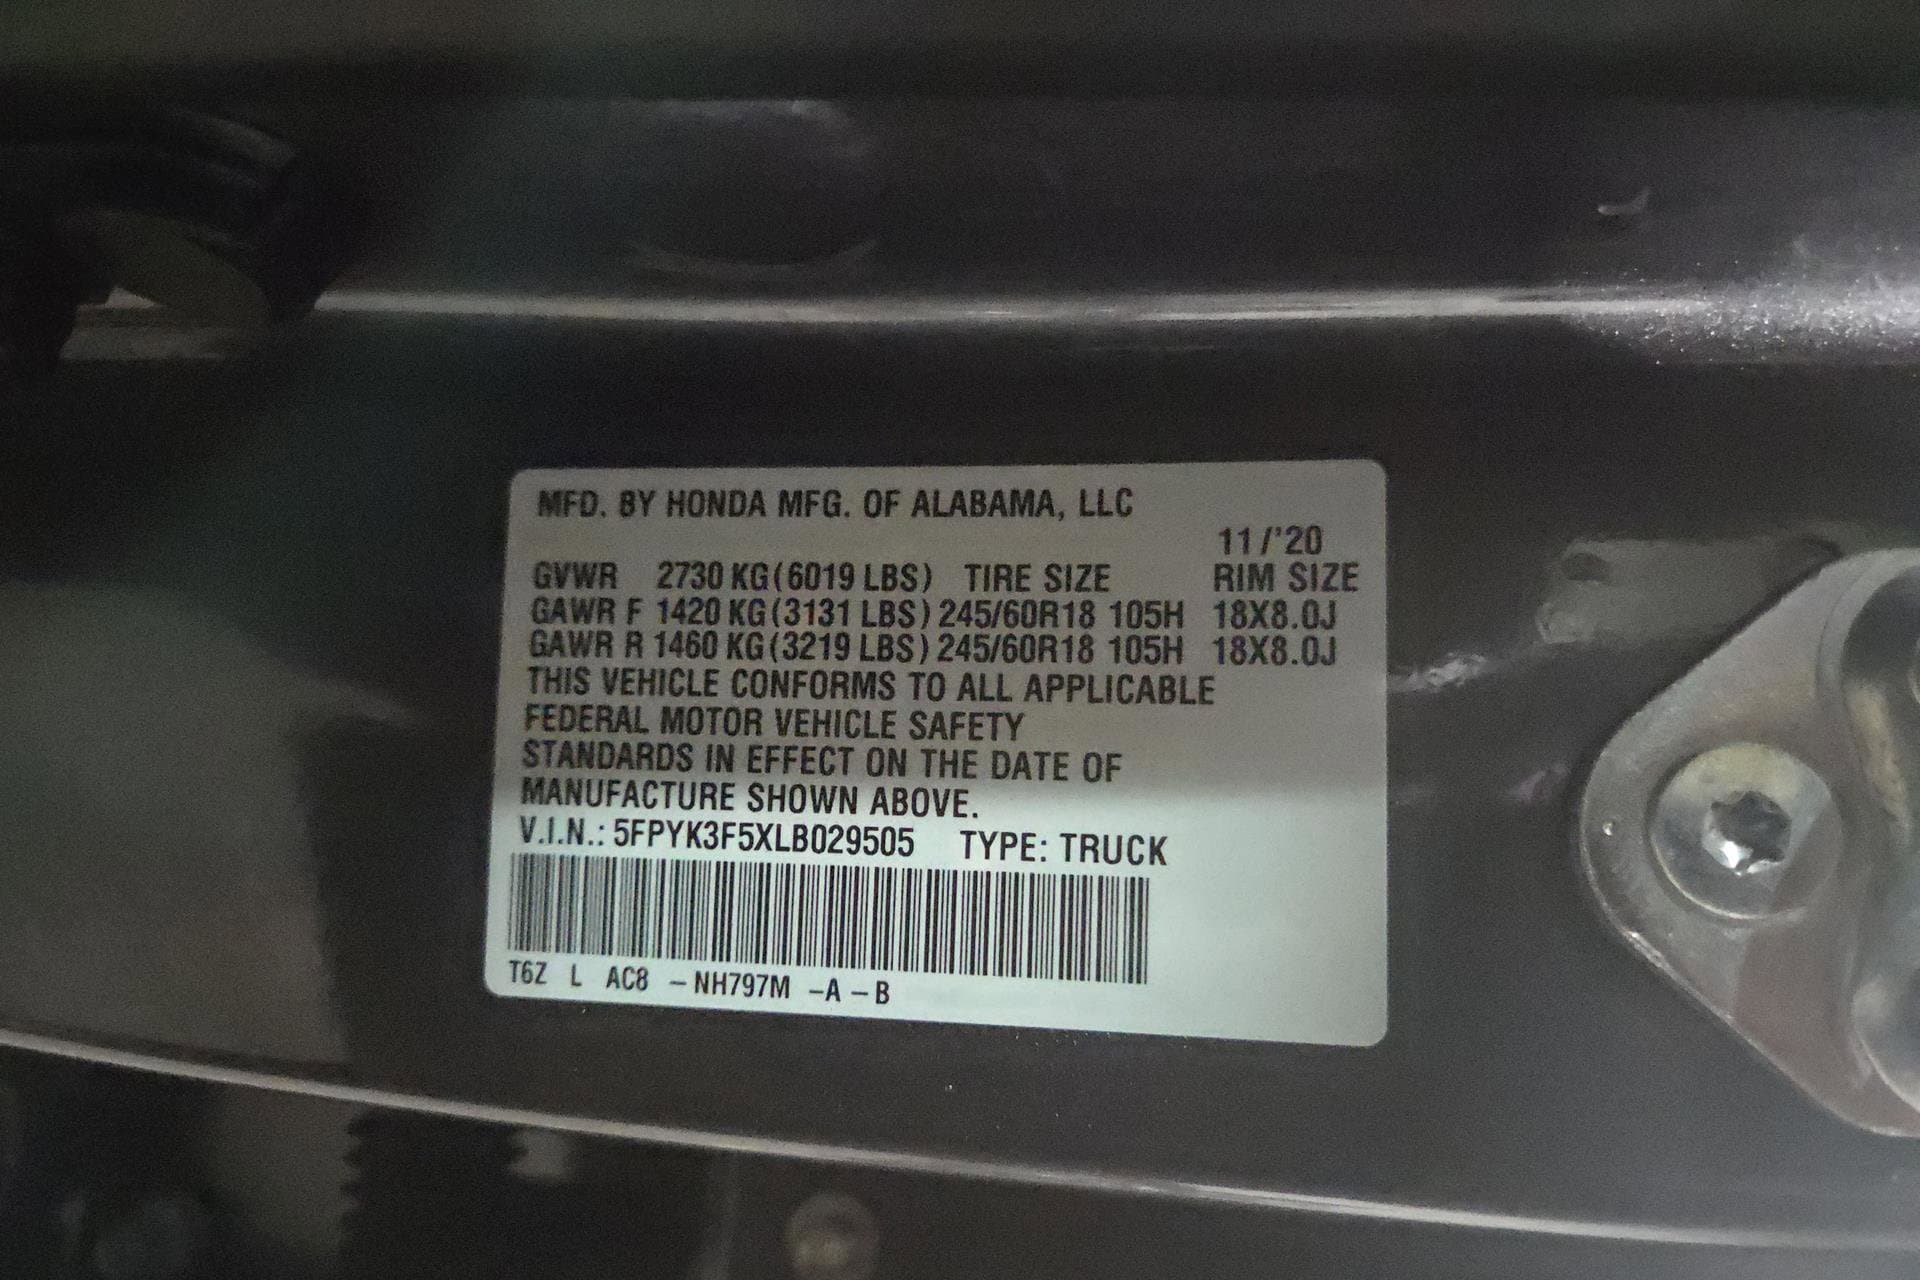 MFD. BY HONDA MFG. OF ALABAMA, LLC
11/'20
GVWR 2730 KG(6019 LBS) TIRE SIZE RIM SIZE
GAWR F 1420 KG(3131 LBS) 245/60R18 105H 18X8.0J
GAWR R 1460 KG(3219 LBS) 245/60R18 105H 18X8.0J
THIS VEHICLE CONFORMS TO ALL APPLICABLE
FEDERAL MOTOR VEHICLE SAFETY
STANDARDS IN EFFECT ON THE DATE OF
MANUFACTURE SHOWN ABOVE.
V.I.N.: 5FPYK3F5XLB029505 TYPE: TRUCK
T6Z L AC8 -NH797M -A -B